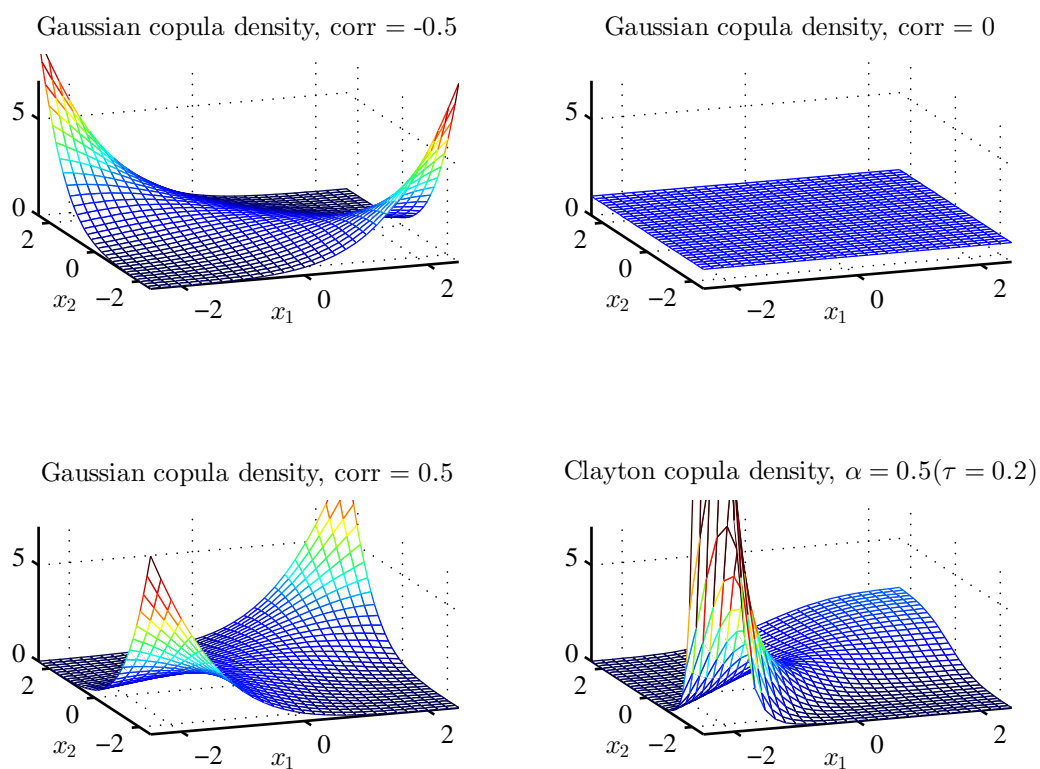 Gaussian copula density, corr = -0.5
5
0
2
0
−2
x₂
−2
0
2
x₁
Gaussian copula density, corr = 0
5
0
2
0
−2
x₂
−2
0
2
x₁
Gaussian copula density, corr = 0.5
5
0
2
0
−2
x₂
−2
0
2
x₁
Clayton copula density, α = 0.5(τ = 0.2)
5
0
2
0
−2
x₂
−2
0
2
x₁